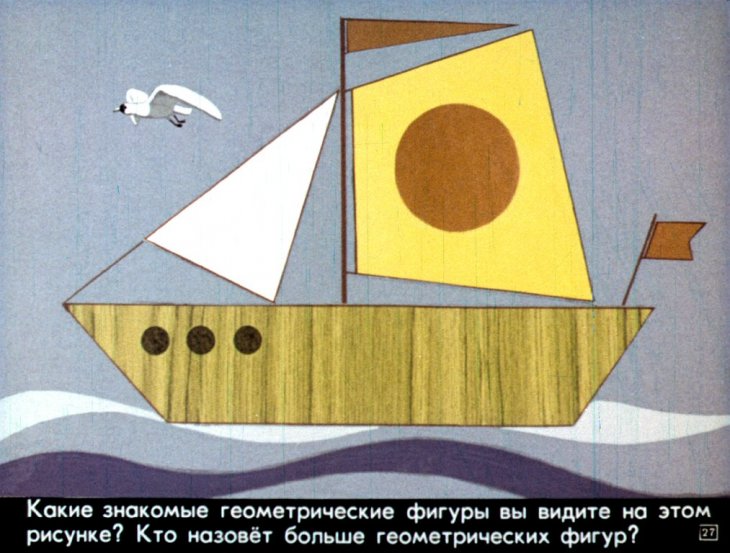 Какие знакомые геометрические фигуры вы видите на этом
рисунке? Кто назовёт больше геометрических фигур? 27